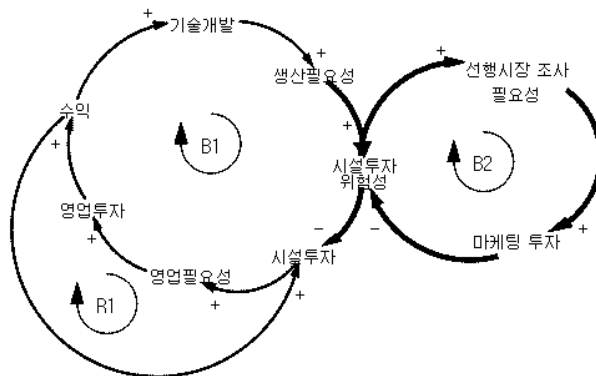 기술개발
+
+
생산필요성
+
선행시장 조사
필요성
수익
+
B1
+
시설투자
위험성
B2
영업투자
+
−
−
+
마케팅 투자
시설투자
영업필요성
+
+
R1